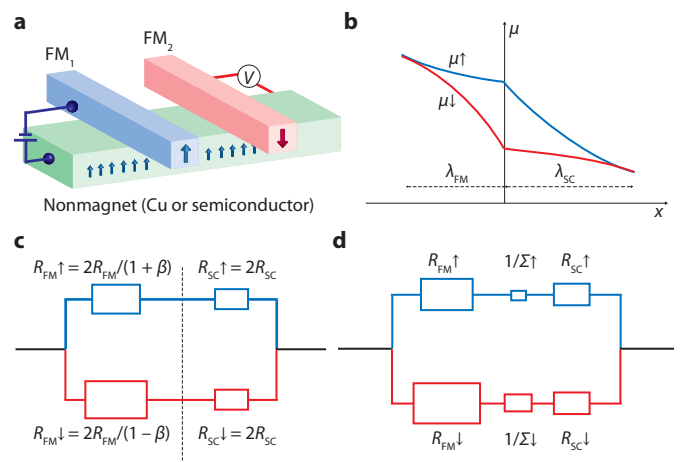 a
FM₁
FM₂
V
Nonmagnet (Cu or semiconductor)
b
μ
μ↑
μ↓
λFM
λSC
x
c
RFM↑ = 2RFM/(1 + β)
RSC↑ = 2RSC
RFM↓ = 2RFM/(1 − β)
RSC↓ = 2RSC
d
RFM↑
1/Σ↑
RSC↑
RFM↓
1/Σ↓
RSC↓